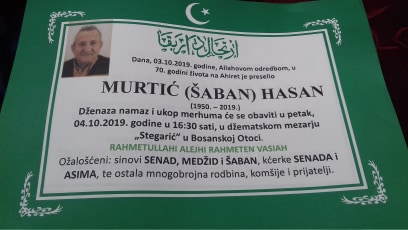 Dana, 03.10.2019. godine, Allahovom odredbom, u
70. godini života na Ahiret je preselio
MURTIĆ (ŠABAN) HASAN
(1950. – 2019.)
Dženaza namaz i ukop merhuma će se obaviti u petak,
04.10.2019. godine u 16:30 sati, u džematskom mezarju
„Stegarić“ u Bosanskoj Otoci.
RAHMETULLAHI ALEJHI RAHMETEN VASIAH
Ožalošćeni: sinovi SENAD, MEDŽID i ŠABAN, kćerke SENADA i
ASIMA, te ostala mnogobrojna rodbina, komšije i prijatelji.